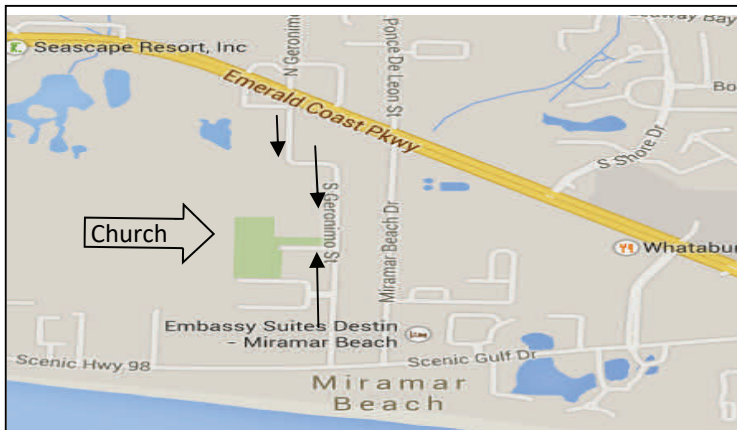 Seascape Resort, Inc
N Geronimo
Ponce De Leon St
Emerald Coast Pkwy
S Shore Dr
S Geronimo St
Church
Miramar Beach Dr
Whatabur
Embassy Suites Destin
- Miramar Beach
Scenic Hwy 98
Scenic Gulf Dr
Miramar
Beach